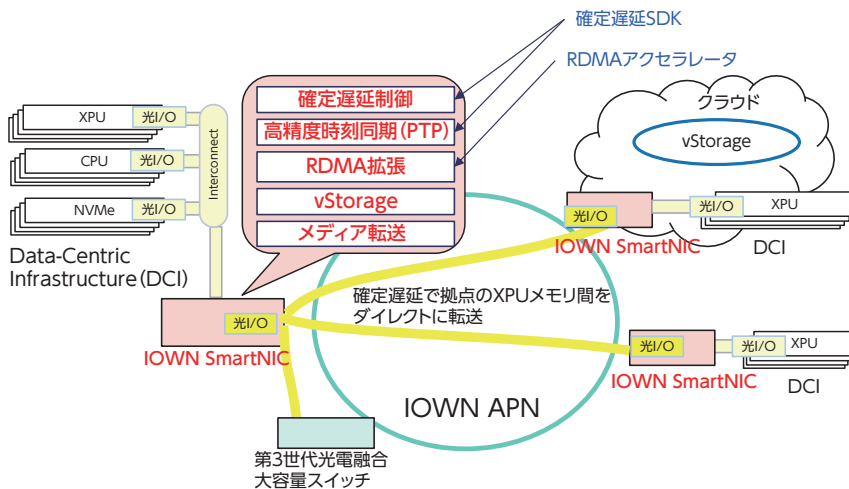 確定遅延SDK
RDMAアクセラレータ
確定遅延制御
高精度時刻同期(PTP)
RDMA拡張
vStorage
メディア転送
XPU
光I/O
CPU
光I/O
NVMe
光I/O
Interconnect
Data-Centric
Infrastructure(DCI)
光I/O
IOWN SmartNIC
クラウド
vStorage
光I/O
光I/O
XPU
IOWN SmartNIC
DCI
確定遅延で拠点のXPUメモリ間を
ダイレクトに転送
光I/O
光I/O
XPU
IOWN SmartNIC
DCI
IOWN APN
第3世代光電融合
大容量スイッチ